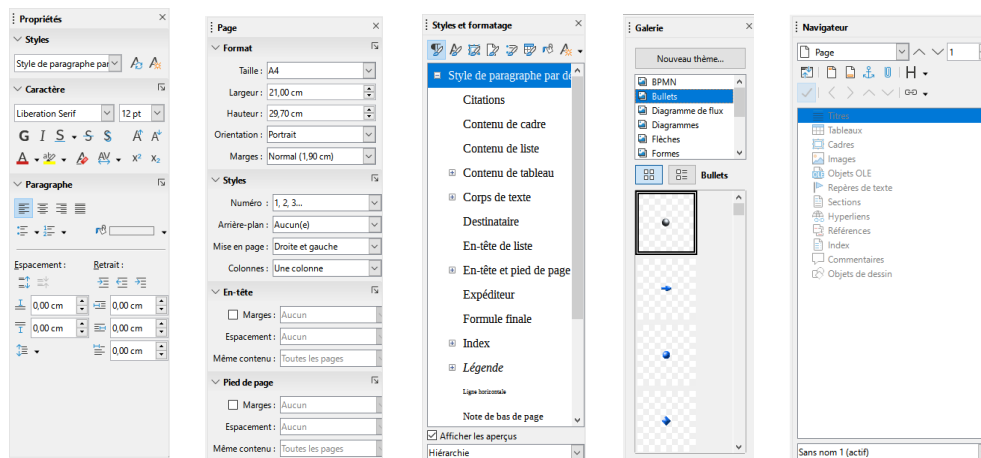 Propriétés
Styles
Style de paragraphe par
Caractère
Liberation Serif
12 pt
G I S S S A A
A ab AV X² X₂
Paragraphe
Espacement :
Retrait :
0,00 cm
0,00 cm
0,00 cm
0,00 cm
0,00 cm
Page
Format
Taille : A4
Largeur : 21,00 cm
Hauteur : 29,70 cm
Orientation : Portrait
Marges : Normal (1,90 cm)
Styles
Numéro : 1, 2, 3...
Arrière-plan : Aucun(e)
Mise en page : Droite et gauche
Colonnes : Une colonne
En-tête
Marges : Aucun
Espacement : Aucun
Même contenu : Toutes les pages
Pied de page
Marges : Aucun
Espacement : Aucun
Même contenu : Toutes les pages
Styles et formatage
Style de paragraphe par dé
Citations
Contenu de cadre
Contenu de liste
Contenu de tableau
Corps de texte
Destinataire
En-tête de liste
En-tête et pied de page
Expéditeur
Formule finale
Index
Légende
Ligne horizontale
Note de bas de page
Afficher les aperçus
Hiérarchie
Galerie
Nouveau thème...
BPMN
Bullets
Diagramme de flux
Diagrammes
Flèches
Formes
Bullets
Navigateur
Page
1
H
Titres
Tableaux
Cadres
Images
Objets OLE
Repères de texte
Sections
Hyperliens
Références
Index
Commentaires
Objets de dessin
Sans nom 1 (actif)